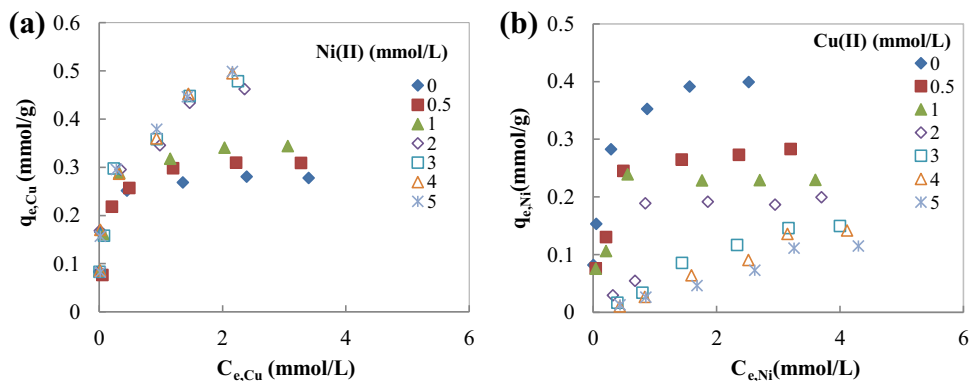 (a)
Ni(II) (mmol/L)
0
0.5
1
2
3
4
5
0.6
0.5
0.4
0.3
0.2
0.1
0
q_e,Cu (mmol/g)
0 2 4 6
C_e,Cu (mmol/L)
(b)
Cu(II) (mmol/L)
0
0.5
1
2
3
4
5
0.5
0.4
0.3
0.2
0.1
0
q_e,Ni(mmol/g)
0 2 4 6
C_e,Ni(mmol/L)